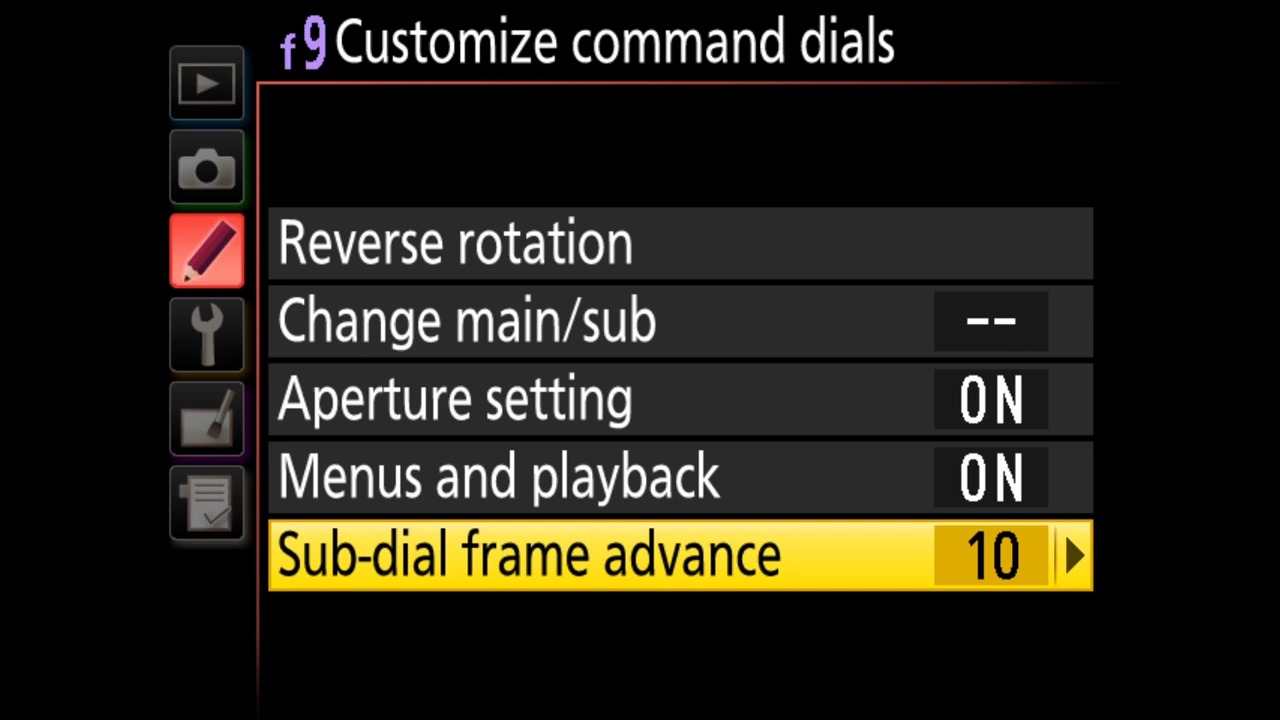 f9 Customize command dials
Reverse rotation
Change main/sub --
Aperture setting ON
Menus and playback ON
Sub-dial frame advance 10